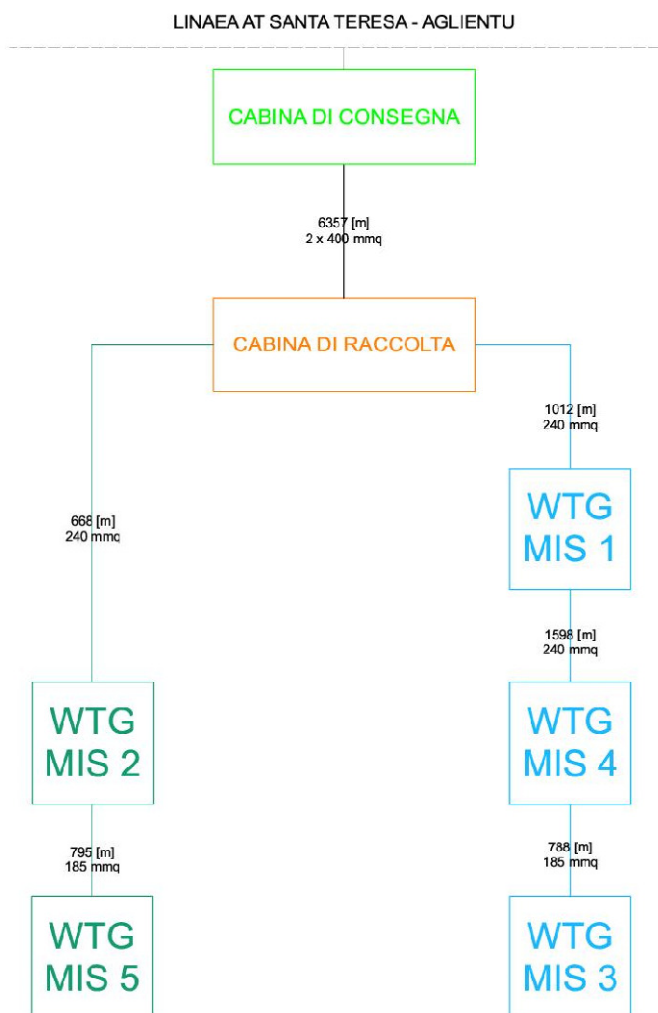 LINAEA AT SANTA TERESA - AGLIENTU
CABINA DI CONSEGNA
6357 [m]
2 x 400 mmq
CABINA DI RACCOLTA
1012 [m]
240 mmq
WTG
MIS 1
668 [m]
240 mmq
1598 [m]
240 mmq
WTG
MIS 2
WTG
MIS 4
795 [m]
185 mmq
788 [m]
185 mmq
WTG
MIS 5
WTG
MIS 3